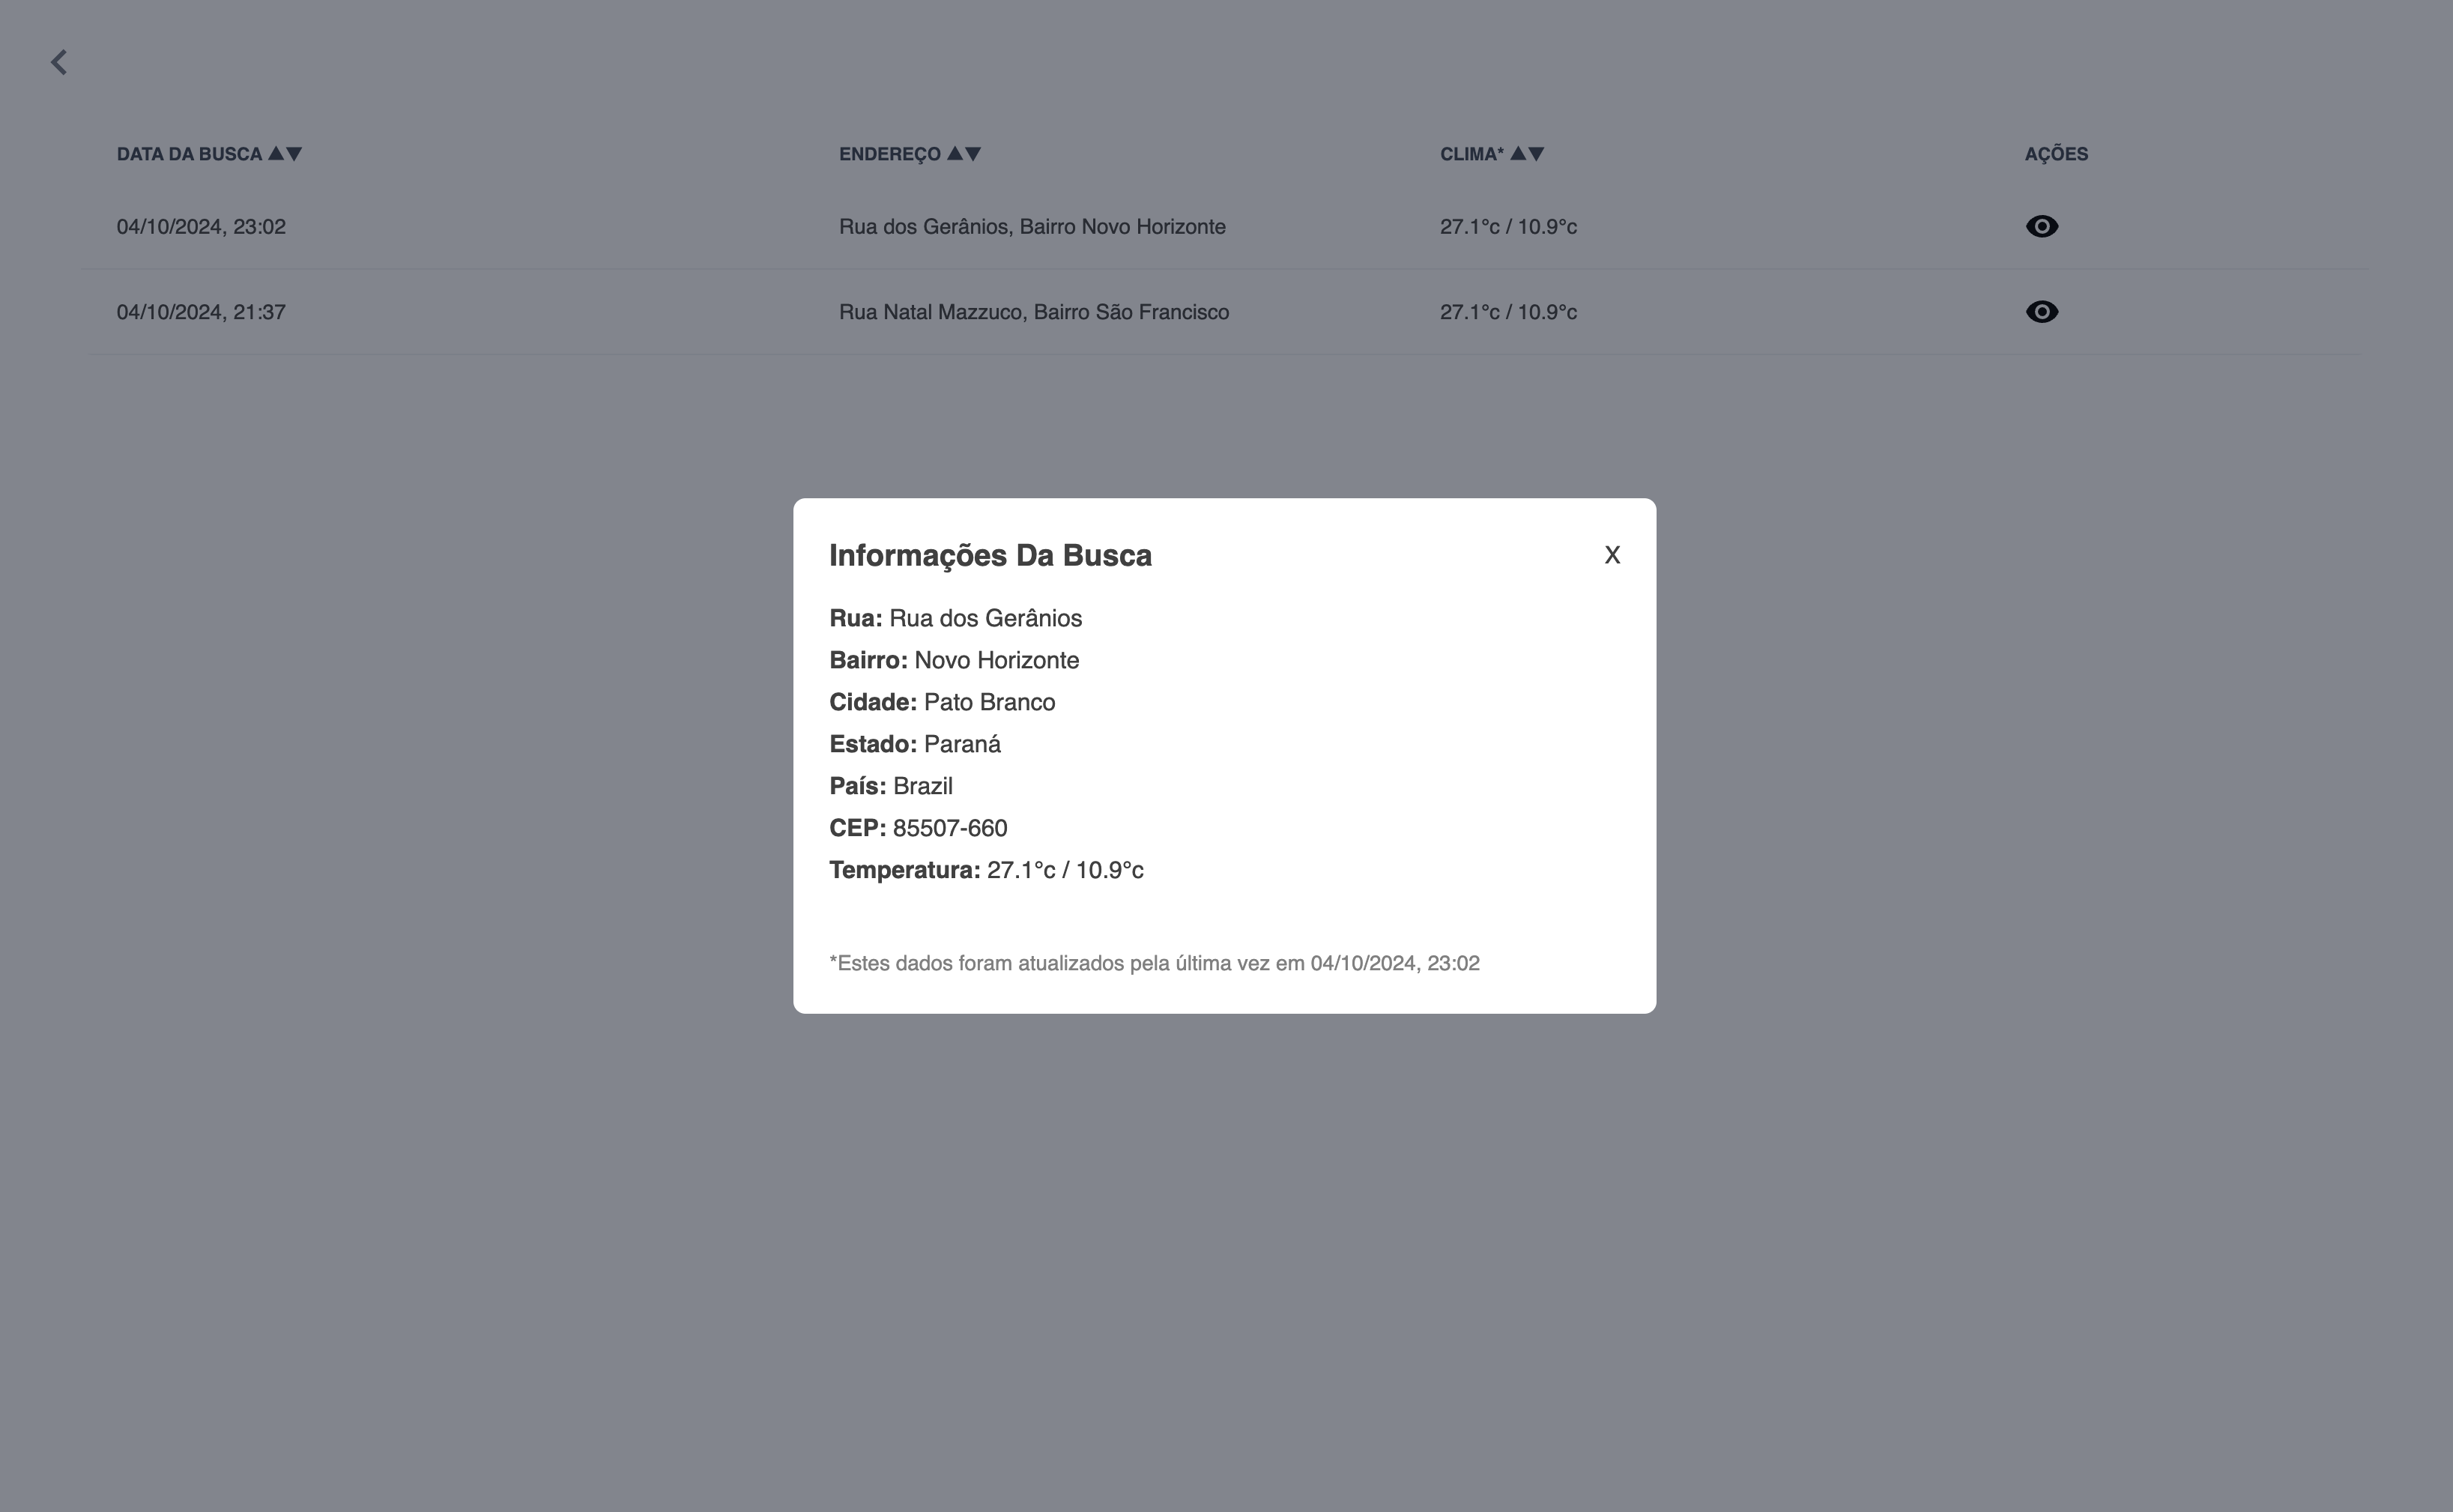 DATA DA BUSCA ▲▼ ENDEREÇO ▲▼ CLIMA* ▲▼ AÇÕES
04/10/2024, 23:02 Rua dos Gerânios, Bairro Novo Horizonte 27.1°c / 10.9°c
04/10/2024, 21:37 Rua Natal Mazzuco, Bairro São Francisco 27.1°c / 10.9°c
Informações Da Busca X
Rua: Rua dos Gerânios
Bairro: Novo Horizonte
Cidade: Pato Branco
Estado: Paraná
País: Brazil
CEP: 85507-660
Temperatura: 27.1°c / 10.9°c
*Estes dados foram atualizados pela última vez em 04/10/2024, 23:02